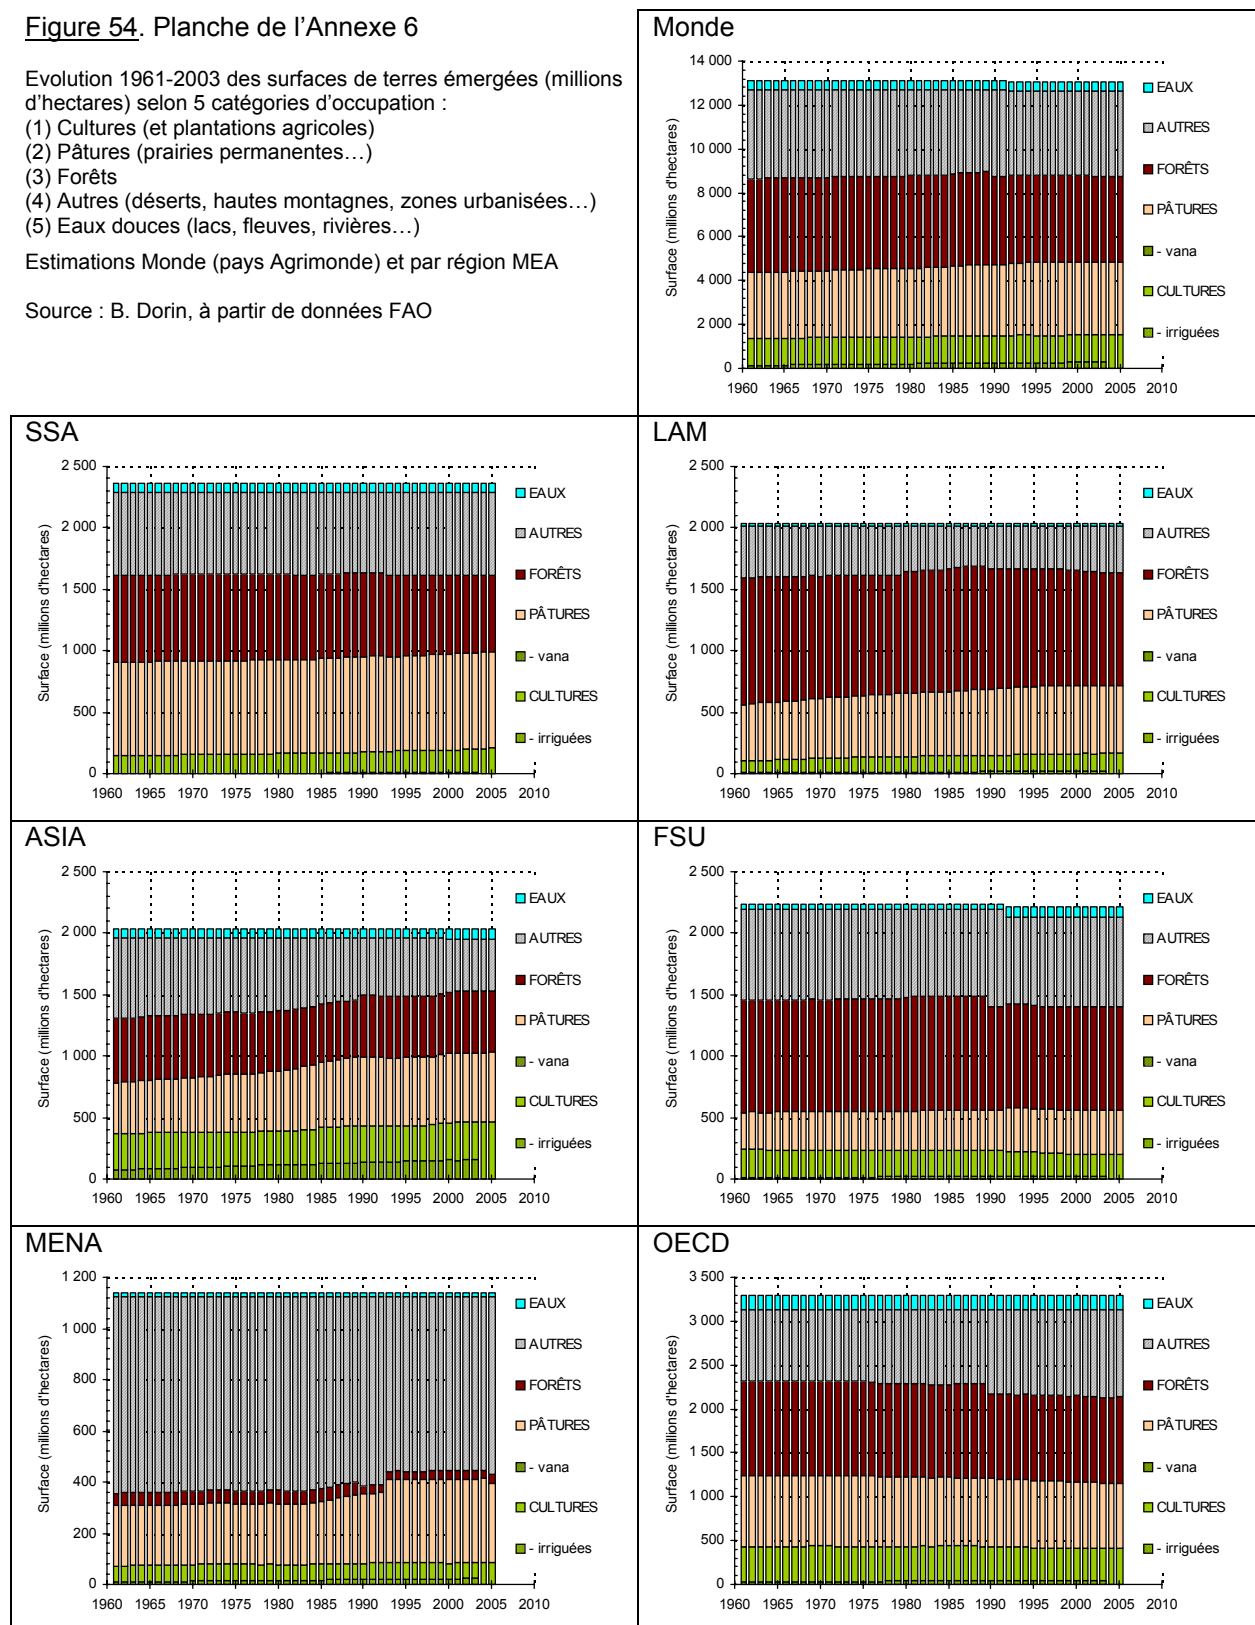 Figure 54. Planche de l'Annexe 6
Evolution 1961-2003 des surfaces de terres émergées (millions
d'hectares) selon 5 catégories d'occupation :
(1) Cultures (et plantations agricoles)
(2) Pâtures (prairies permanentes…)
(3) Forêts
(4) Autres (déserts, hautes montagnes, zones urbanisées…)
(5) Eaux douces (lacs, fleuves, rivières…)
Estimations Monde (pays Agrimonde) et par région MEA
Source : B. Dorin, à partir de données FAO
Monde
Surface (millions d'hectares)
14 000
12 000
10 000
8 000
6 000
4 000
2 000
0
1960 1965 1970 1975 1980 1985 1990 1995 2000 2005 2010
EAUX
AUTRES
FORÊTS
PÂTURES
- vana
CULTURES
- irriguées
SSA
Surface (millions d'hectares)
2 500
2 000
1 500
1 000
500
0
1960 1965 1970 1975 1980 1985 1990 1995 2000 2005 2010
EAUX
AUTRES
FORÊTS
PÂTURES
- vana
CULTURES
- irriguées
LAM
Surface (millions d'hectares)
2 500
2 000
1 500
1 000
500
0
1960 1965 1970 1975 1980 1985 1990 1995 2000 2005 2010
EAUX
AUTRES
FORÊTS
PÂTURES
- vana
CULTURES
- irriguées
ASIA
Surface (millions d'hectares)
2 500
2 000
1 500
1 000
500
0
1960 1965 1970 1975 1980 1985 1990 1995 2000 2005 2010
EAUX
AUTRES
FORÊTS
PÂTURES
- vana
CULTURES
- irriguées
FSU
Surface (millions d'hectares)
2 500
2 000
1 500
1 000
500
0
1960 1965 1970 1975 1980 1985 1990 1995 2000 2005 2010
EAUX
AUTRES
FORÊTS
PÂTURES
- vana
CULTURES
- irriguées
MENA
Surface (millions d'hectares)
1 200
1 000
800
600
400
200
0
1960 1965 1970 1975 1980 1985 1990 1995 2000 2005 2010
EAUX
AUTRES
FORÊTS
PÂTURES
- vana
CULTURES
- irriguées
OECD
Surface (millions d'hectares)
3 500
3 000
2 500
2 000
1 500
1 000
500
0
1960 1965 1970 1975 1980 1985 1990 1995 2000 2005 2010
EAUX
AUTRES
FORÊTS
PÂTURES
- vana
CULTURES
- irriguées